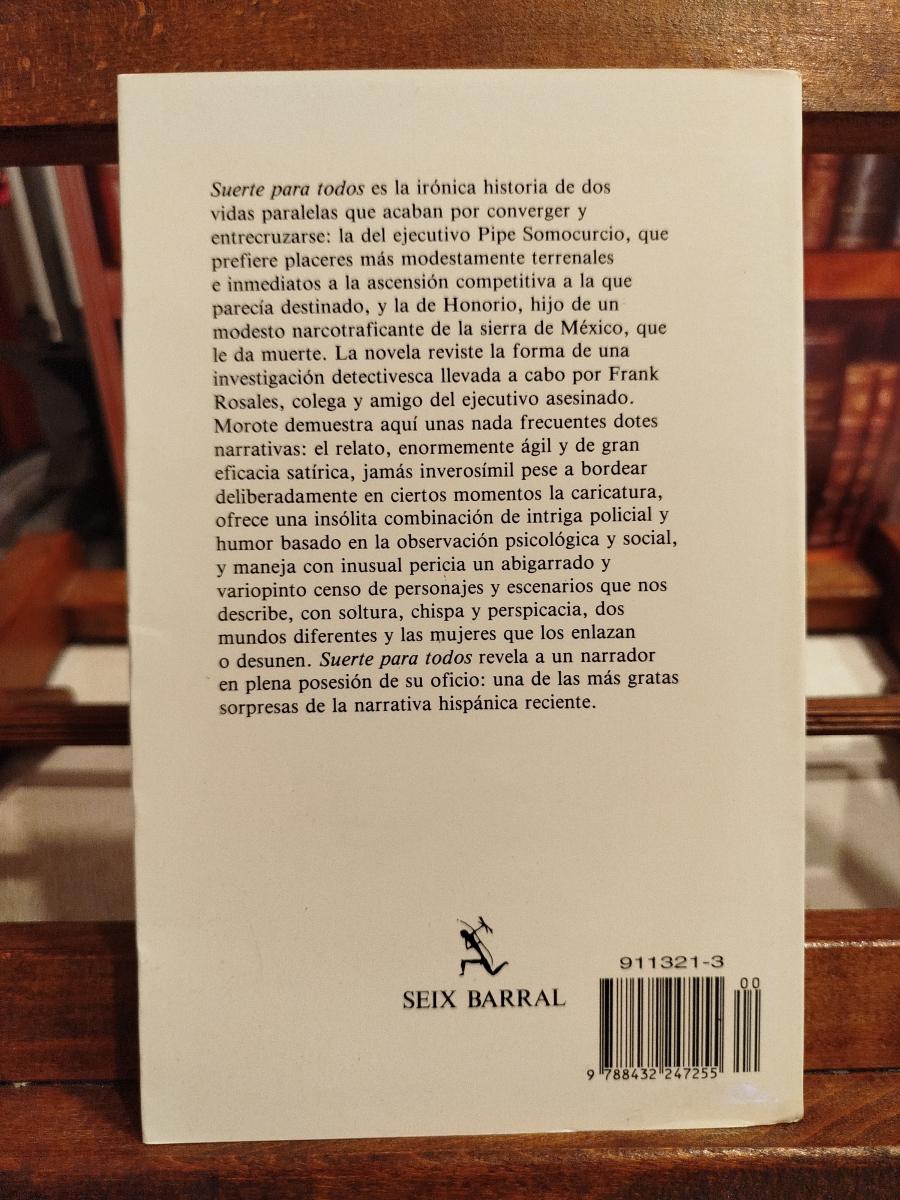 Suerte para todos es la irónica historia de dos
vidas paralelas que acaban por converger y
entrecruzarse: la del ejecutivo Pipe Somocurcio, que
prefiere placeres más modestamente terrenales
e inmediatos a la ascensión competitiva a la que
parecía destinado, y la de Honorio, hijo de un
modesto narcotraficante de la sierra de México, que
le da muerte. La novela reviste la forma de una
investigación detectivesca llevada a cabo por Frank
Rosales, colega y amigo del ejecutivo asesinado.
Morote demuestra aquí unas nada frecuentes dotes
narrativas: el relato, enormemente ágil y de gran
eficacia satírica, jamás inverosímil pese a bordear
deliberadamente en ciertos momentos la caricatura,
ofrece una insólita combinación de intriga policial y
humor basado en la observación psicológica y social,
y maneja con inusual pericia un abigarrado y
variopinto censo de personajes y escenarios que nos
describe, con soltura, chispa y perspicacia, dos
mundos diferentes y las mujeres que los enlazan
o desunen. Suerte para todos revela a un narrador
en plena posesión de su oficio: una de las más gratas
sorpresas de la narrativa hispánica reciente.
SEIX BARRAL
911321-3
00
9 788432 247255